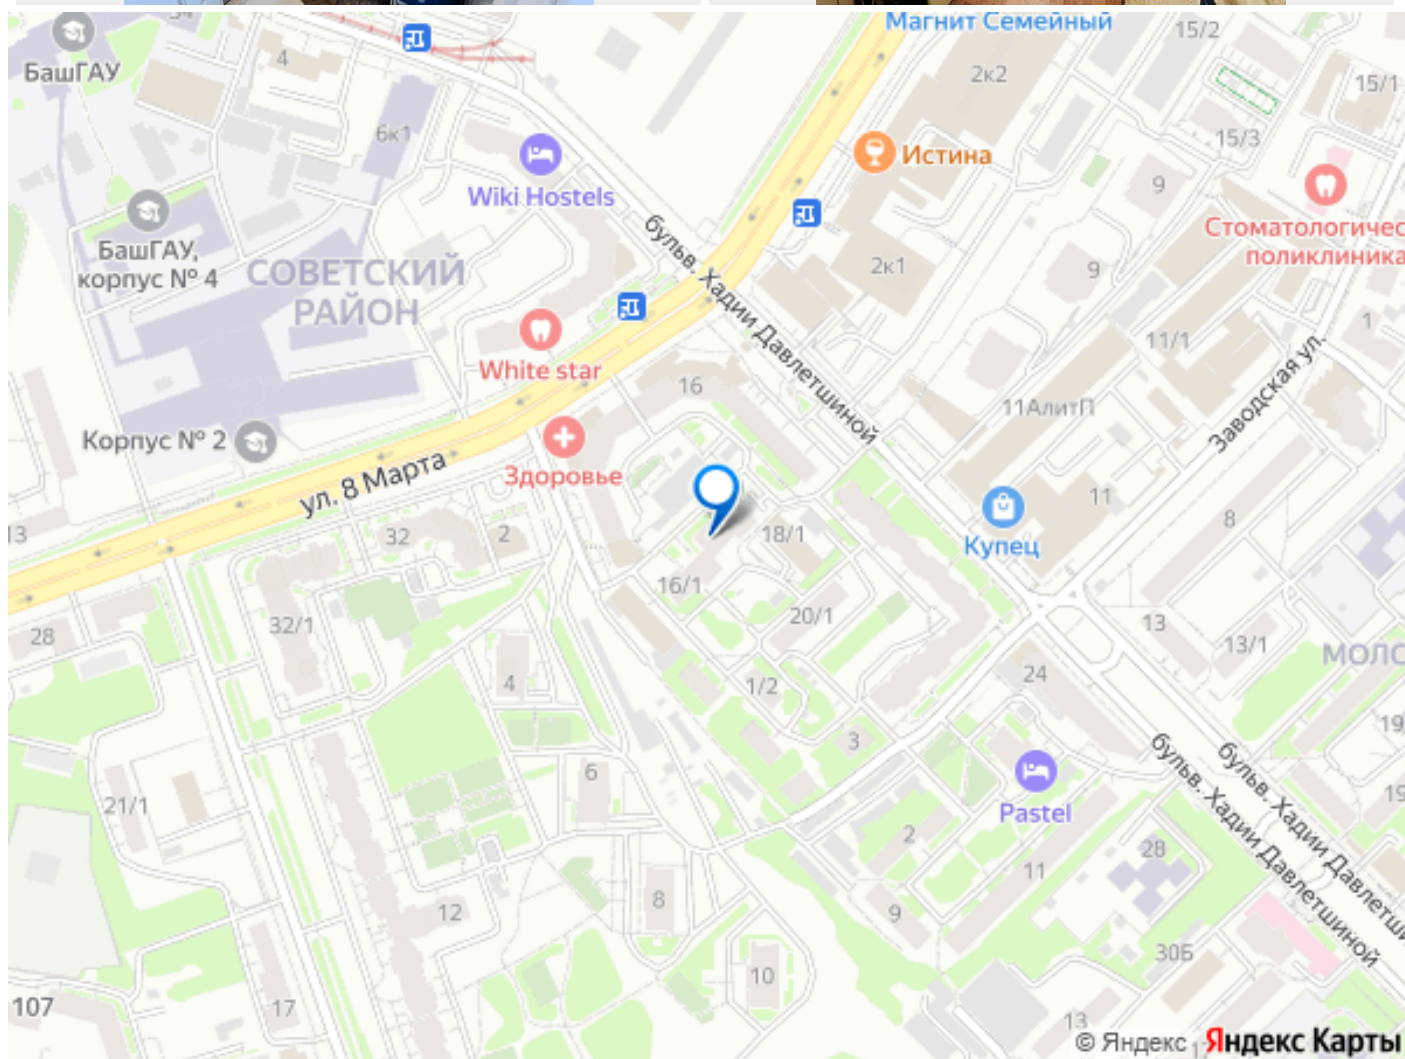 Магнит Семейный
15/2
БашГАУ
4
2к2
15/1
6к1
15/3
Истина
Wiki Hostels
9
бульв. Хадии Давлетшиной
Стоматологичес
поликлиника
БашГАУ,
корпус № 4
СОВЕТСКИЙ
РАЙОН
2к1
9
1
11/1
White star
16
Заводская ул.
11АлитП
Корпус № 2
ул. 8 Марта
Здоровье
11
8
13
32
2
18/1
Купец
16/1
20/1
28
32/1
13
13/1
МОЛО
4
1/2
24
19/
3
6
бульв. Хадии Давлетшиной
бульв. Хадии Давлетши
Pastel
21/1
19
2
28
11
12
8
9
30Б
10
107
17
13
© Яндекс
Яндекс Карты